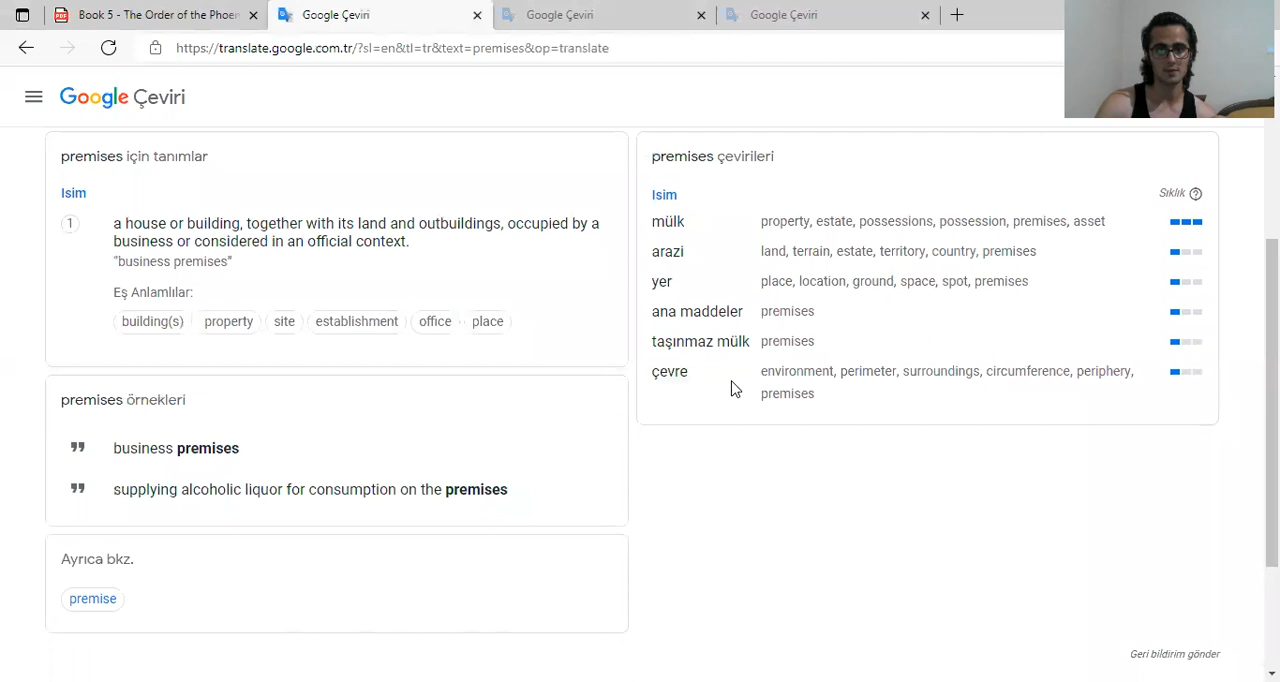 Book 5 - The Order of the Phoen
Google Çeviri
Google Çeviri
Google Çeviri
https://translate.google.com.tr/?sl=en&tl=tr&text=premises&op=translate
Google Çeviri
premises için tanımlar
Isim
1
a house or building, together with its land and outbuildings, occupied by a
business or considered in an official context.
"business premises"
Eş Anlamlılar:
building(s) property site establishment office place
premises örnekleri
business premises
supplying alcoholic liquor for consumption on the premises
Ayrıca bkz.
premise
premises çevirileri
Isim Sıklık
mülk property, estate, possessions, possession, premises, asset
arazi land, terrain, estate, territory, country, premises
yer place, location, ground, space, spot, premises
ana maddeler premises
taşınmaz mülk premises
çevre environment, perimeter, surroundings, circumference, periphery,
premises
Geri bildirim gönder